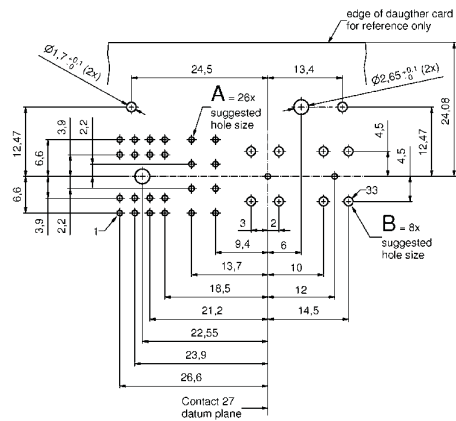 edge of daugther card
for reference only
24,5
13,4
Ø1,7 +0,1 0 (2x)
Ø2,65 +0,1 0 (2x)
A = 26x
suggested
hole size
24,08
12,47
6,6
3,9
2,2
4,5
12,47
4,5
6,6
3,9
2,2
1
33
B = 8x
suggested
hole size
3
2
9,4
6
13,7
10
18,5
12
21,2
14,5
22,55
23,9
26,6
Contact 27
datum plane